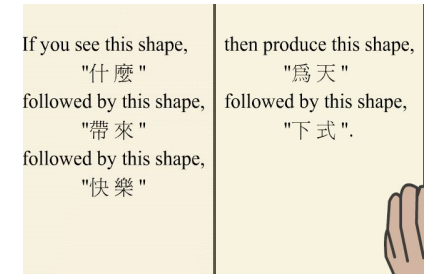 If you see this shape,
"什麼"
followed by this shape,
"帶來"
followed by this shape,
"快樂"
then produce this shape,
"爲天"
followed by this shape,
"下式".